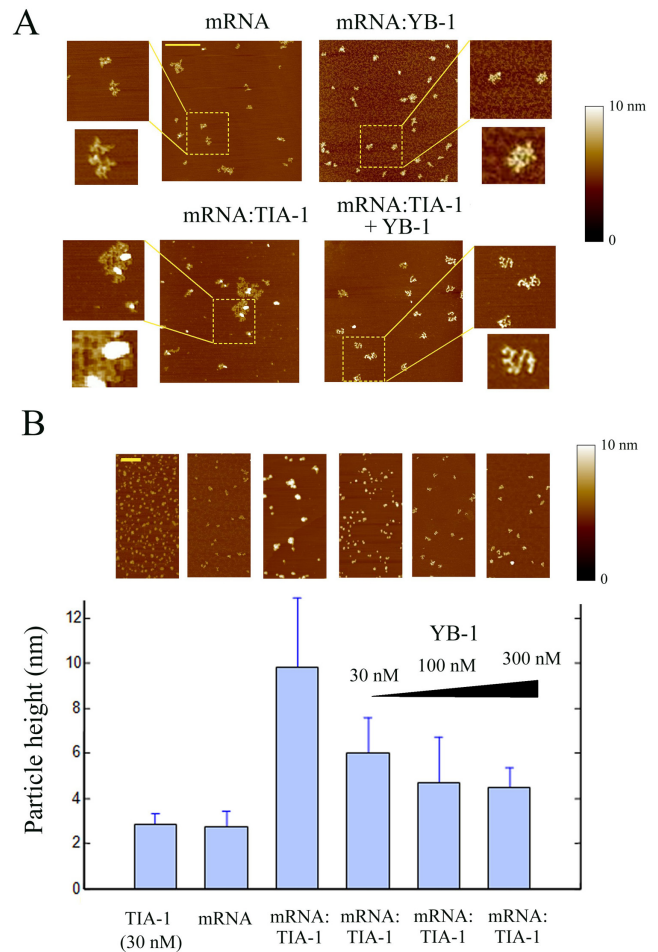 A
mRNA
mRNA:YB-1
10 nm
0
mRNA:TIA-1
mRNA:TIA-1
+ YB-1
B
10 nm
0
Particle height (nm)
12
10
8
6
4
2
0
YB-1
30 nM
100 nM
300 nM
TIA-1
(30 nM)
mRNA
mRNA:
TIA-1
mRNA:
TIA-1
mRNA:
TIA-1
mRNA:
TIA-1